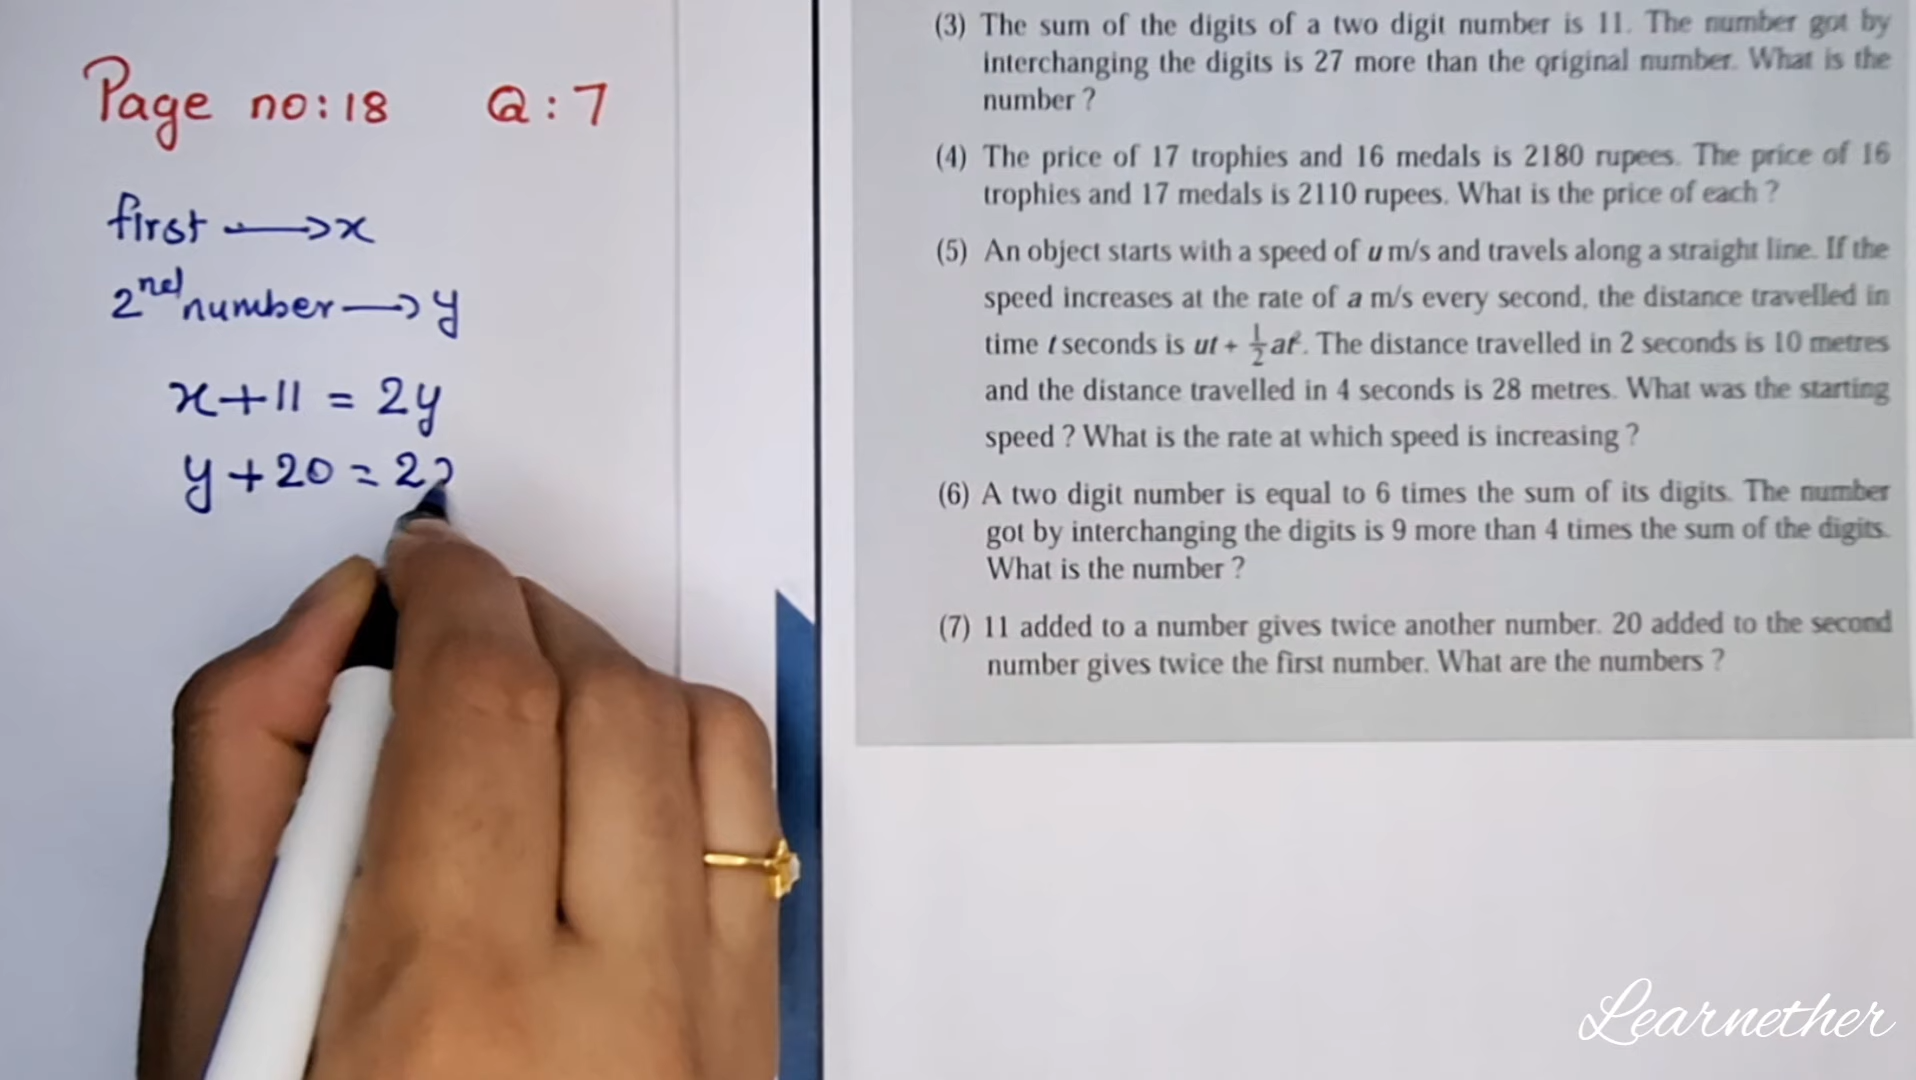 Page no:18 Q:7
first → x
2nd number → y
x+11 = 2y
y+20=2
(3) The sum of the digits of a two digit number is 11. The number got by
interchanging the digits is 27 more than the original number. What is the
number ?
(4) The price of 17 trophies and 16 medals is 2180 rupees. The price of 16
trophies and 17 medals is 2110 rupees. What is the price of each ?
(5) An object starts with a speed of u m/s and travels along a straight line. If the
speed increases at the rate of a m/s every second, the distance travelled in
time t seconds is ut + ½at². The distance travelled in 2 seconds is 10 metres
and the distance travelled in 4 seconds is 28 metres. What was the starting
speed ? What is the rate at which speed is increasing ?
(6) A two digit number is equal to 6 times the sum of its digits. The number
got by interchanging the digits is 9 more than 4 times the sum of the digits.
What is the number ?
(7) 11 added to a number gives twice another number. 20 added to the second
number gives twice the first number. What are the numbers ?
Learnether